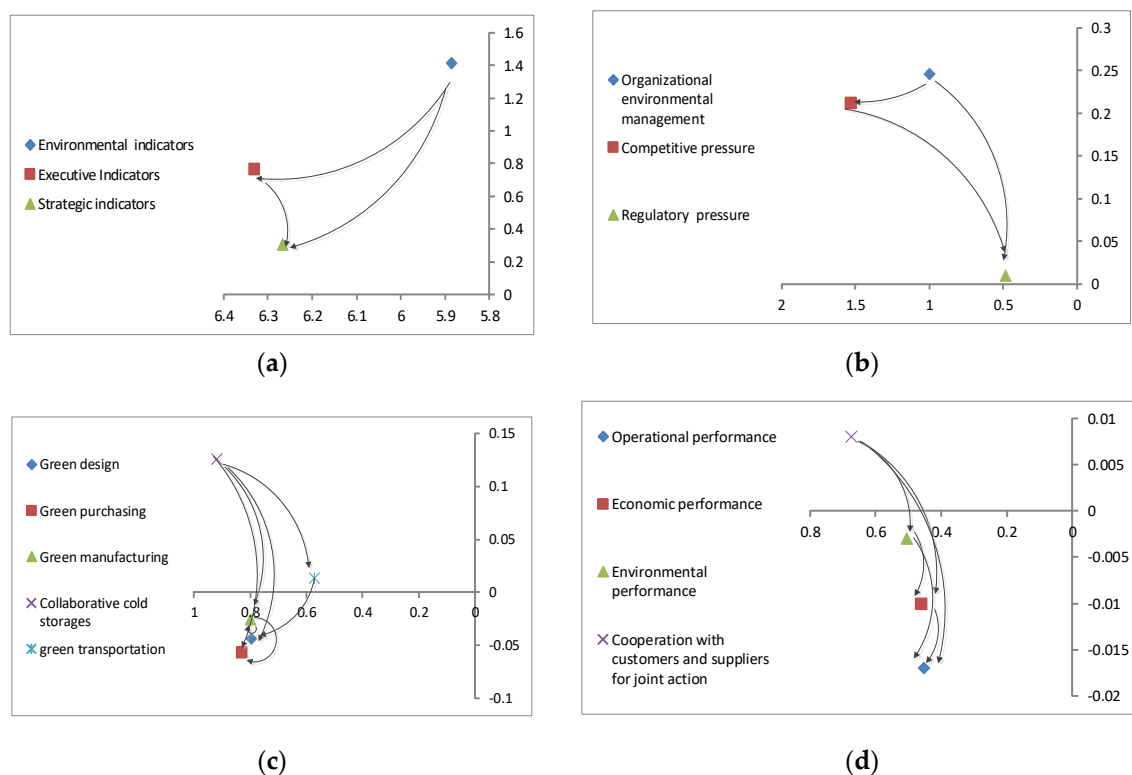 1.6
1.4
1.2
1
0.8
0.6
0.4
0.2
0
6.4 6.3 6.2 6.1 6 5.9 5.8
Environmental indicators
Executive Indicators
Strategic indicators
(a)
0.3
0.25
0.2
0.15
0.1
0.05
0
2 1.5 1 0.5 0
Organizational
environmental
management
Competitive pressure
Regulatory pressure
(b)
0.15
0.1
0.05
0
-0.05
-0.1
1 0.8 0.6 0.4 0.2 0
Green design
Green purchasing
Green manufacturing
Collaborative cold
storages
green transportation
(c)
0.01
0.005
0
-0.005
-0.01
-0.015
-0.02
0.8 0.6 0.4 0.2 0
Operational performance
Economic performance
Environmental
performance
Cooperation with
customers and suppliers
for joint action
(d)